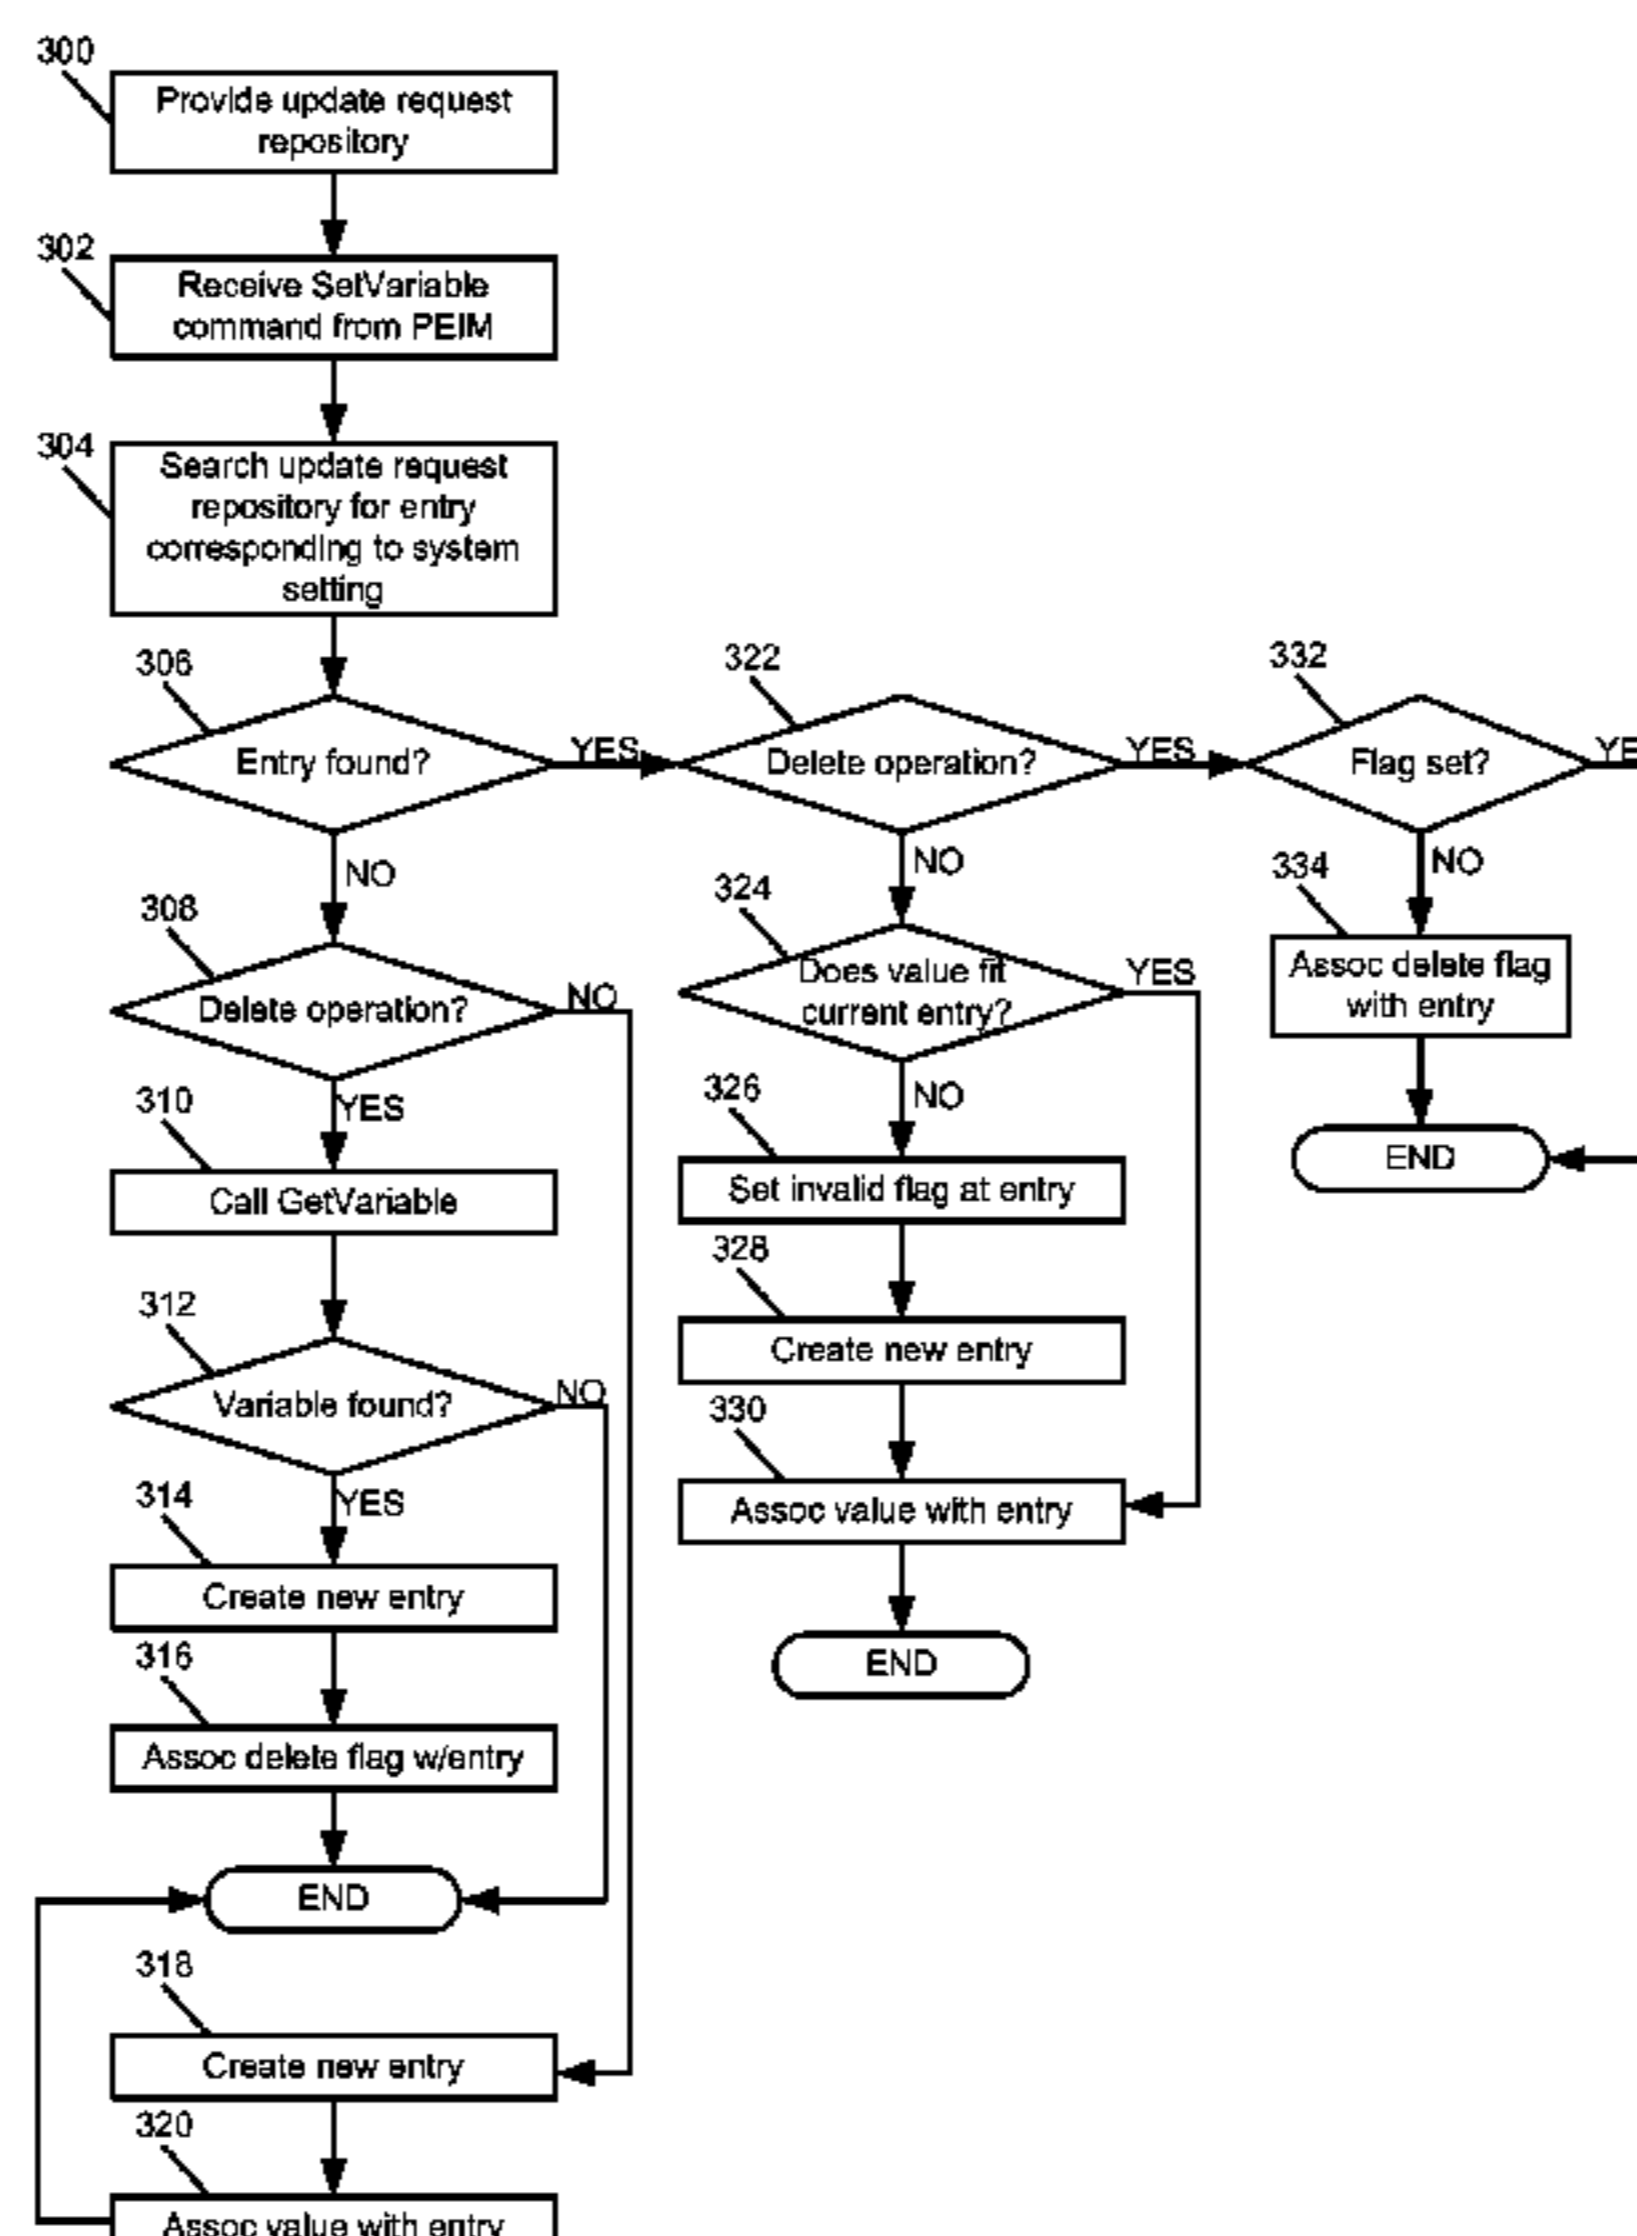 300
Provide update request
repository
302
Receive SetVariable
command from PEIM
304
Search update request
repository for entry
corresponding to system
setting
306
Entry found?
YES
NO
322
Delete operation?
YES
NO
332
Flag set?
YE
NO
308
Delete operation?
NO
YES
324
Does value fit
current entry?
YES
NO
334
Assoc delete flag
with entry
END
310
Call GetVariable
326
Set invalid flag at entry
328
Create new entry
312
Variable found?
NO
YES
330
Assoc value with entry
END
314
Create new entry
316
Assoc delete flag w/entry
END
318
Create new entry
320
Assoc value with entry